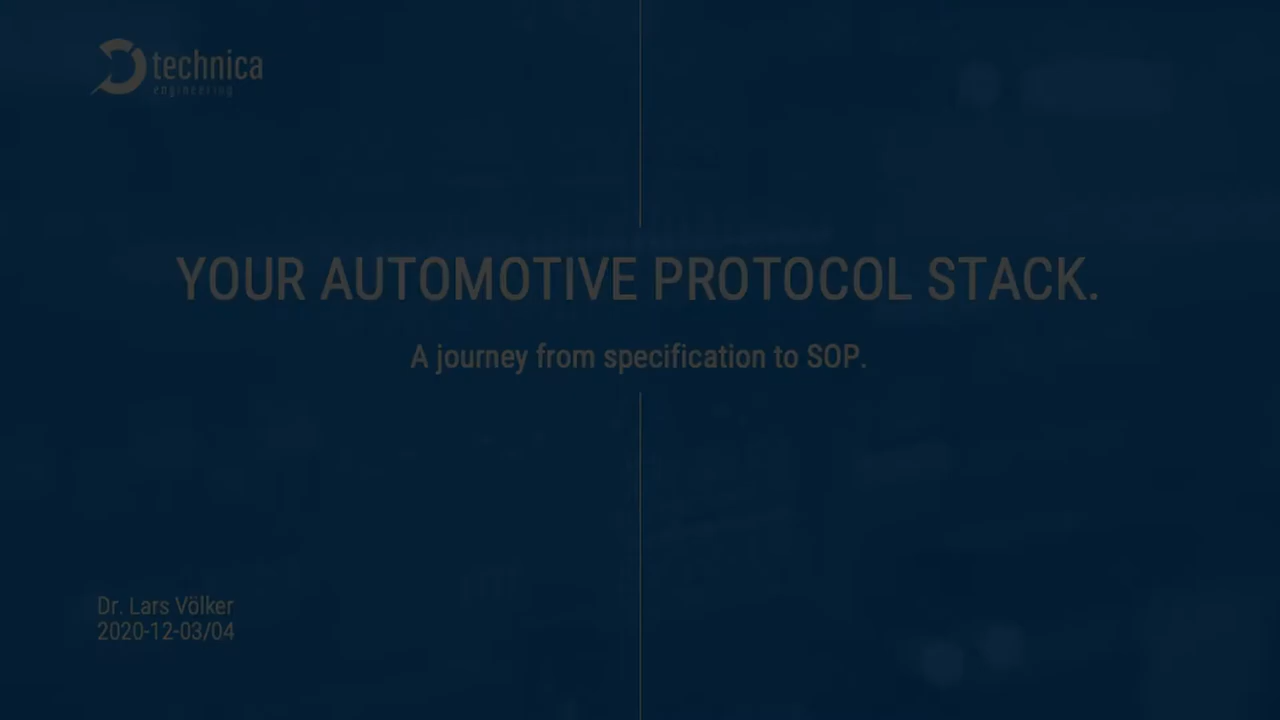 technica
engineering
YOUR AUTOMOTIVE PROTOCOL STACK.
A journey from specification to SOP.
Dr. Lars Völker
2020-12-03/04